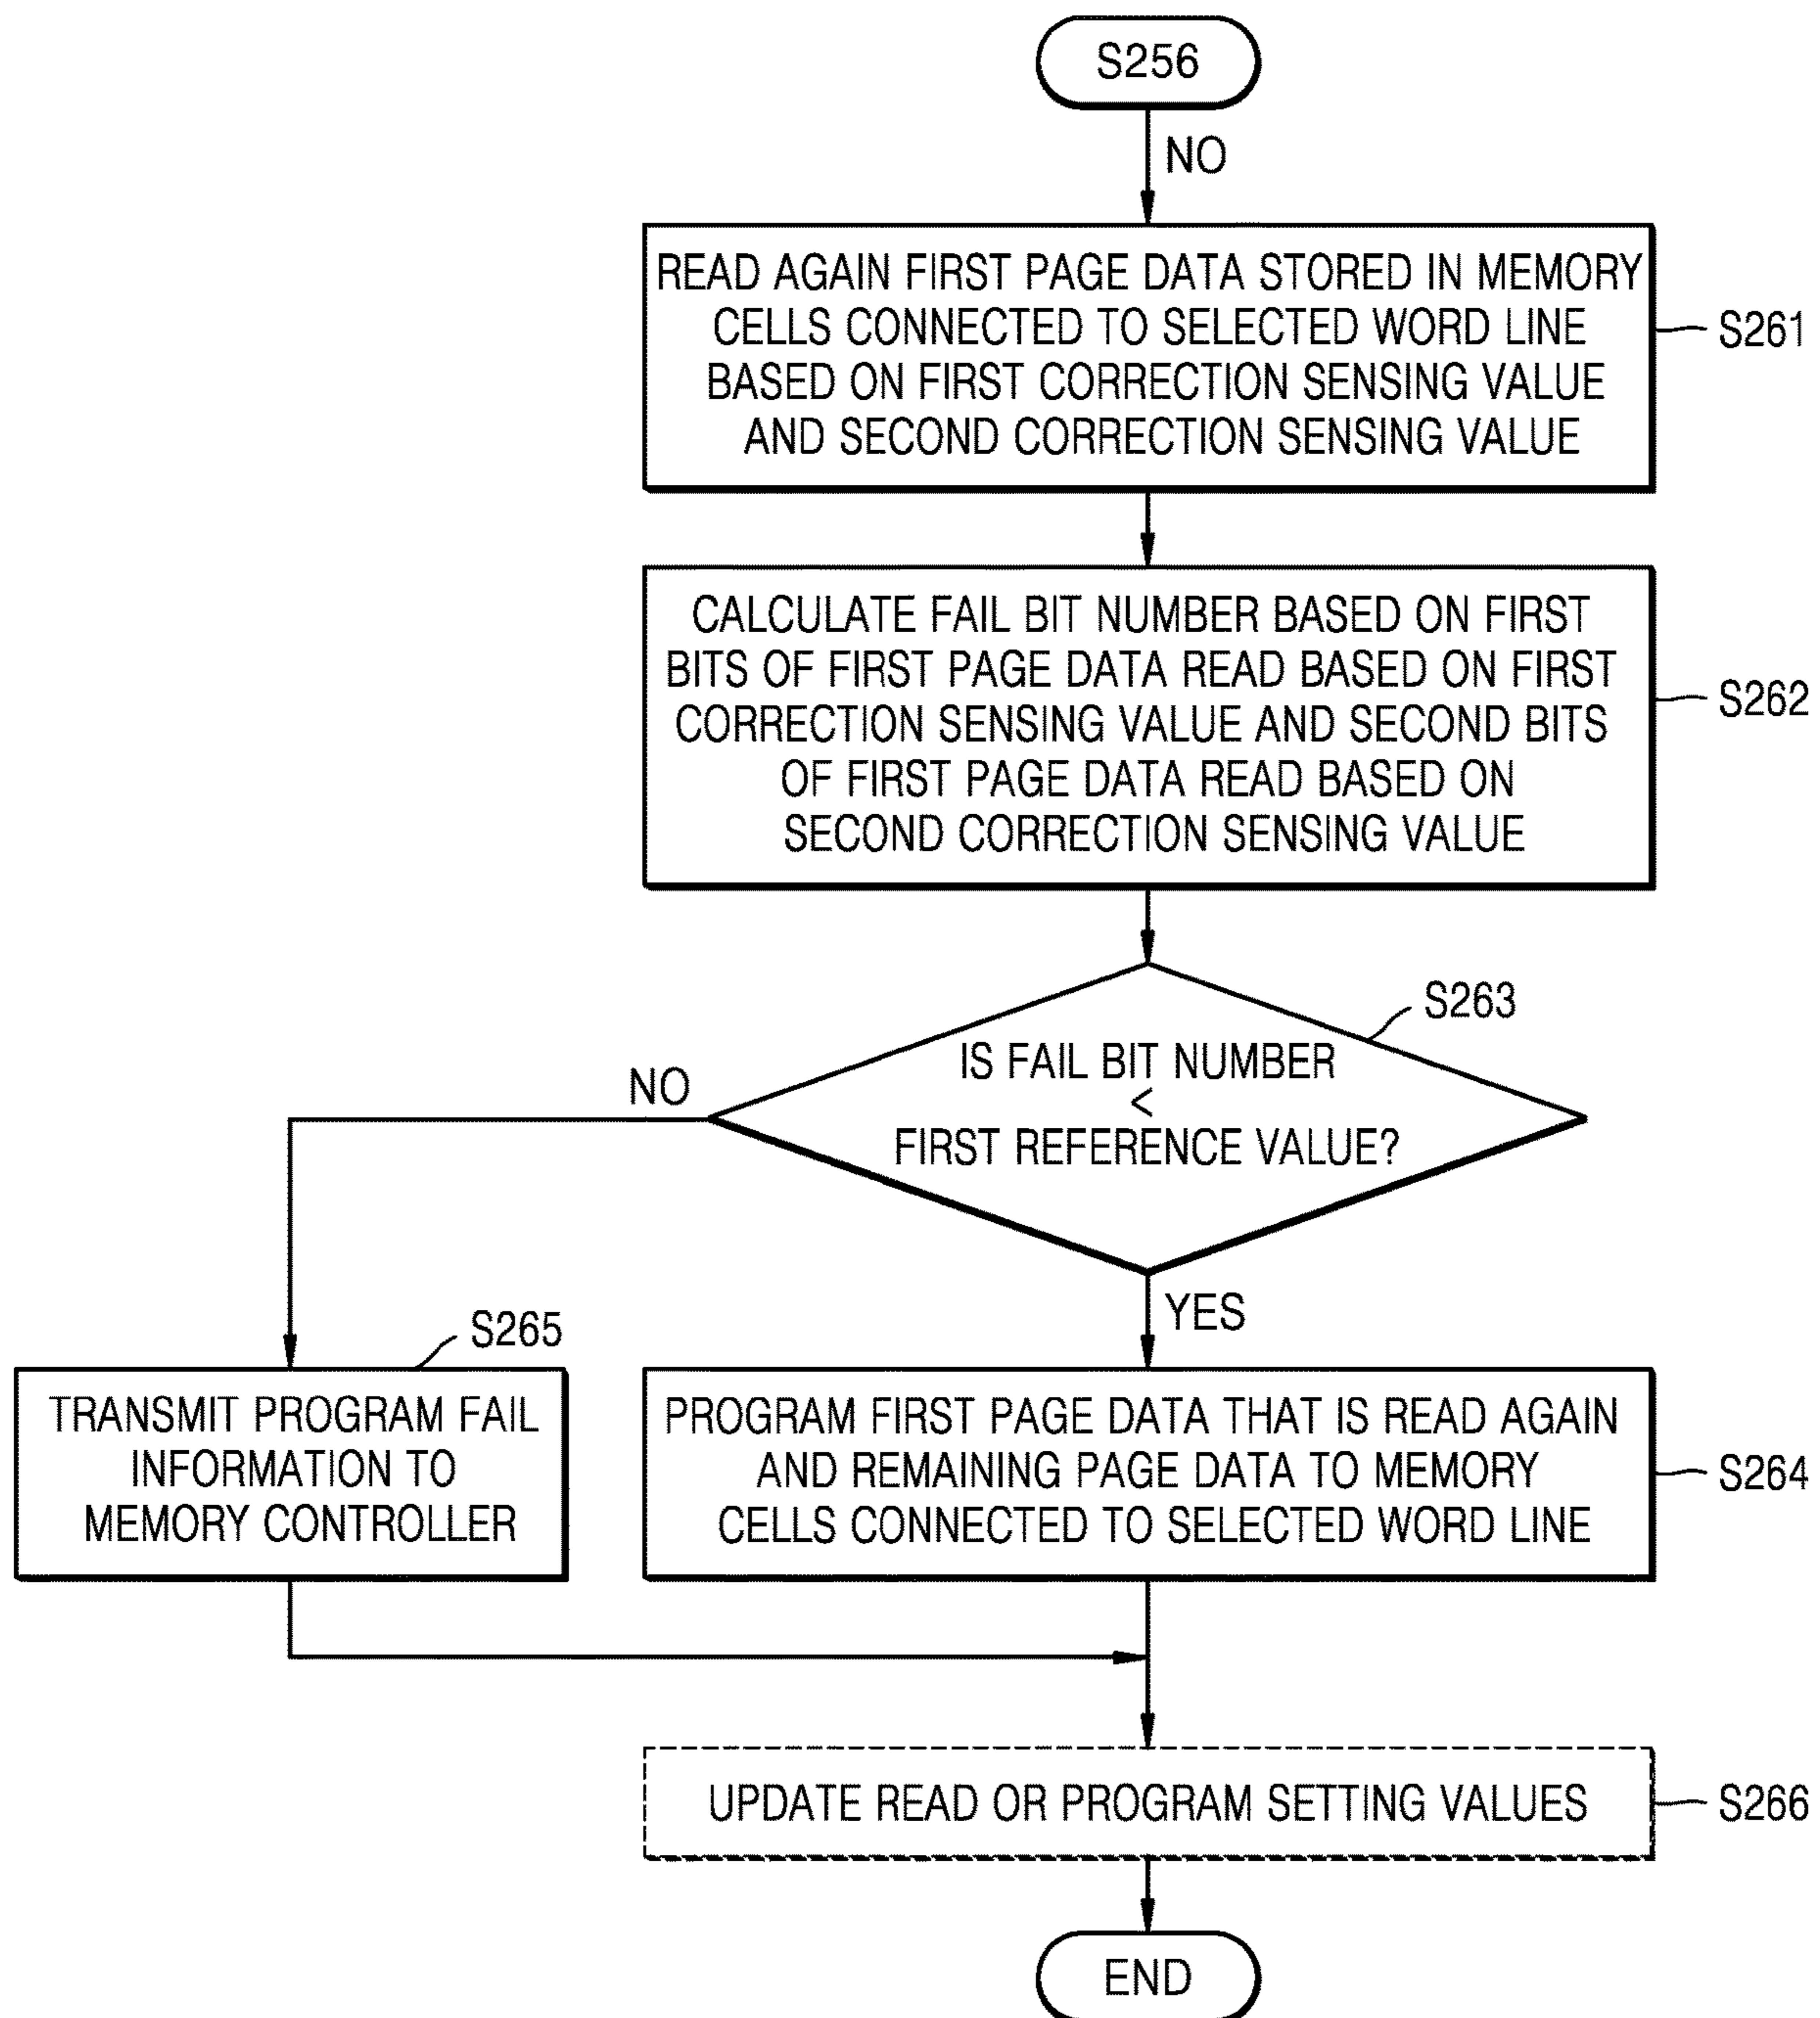 S256
NO
READ AGAIN FIRST PAGE DATA STORED IN MEMORY
CELLS CONNECTED TO SELECTED WORD LINE
BASED ON FIRST CORRECTION SENSING VALUE
AND SECOND CORRECTION SENSING VALUE
S261
CALCULATE FAIL BIT NUMBER BASED ON FIRST
BITS OF FIRST PAGE DATA READ BASED ON FIRST
CORRECTION SENSING VALUE AND SECOND BITS
OF FIRST PAGE DATA READ BASED ON
SECOND CORRECTION SENSING VALUE
S262
S263
IS FAIL BIT NUMBER
<
FIRST REFERENCE VALUE?
NO
YES
S265
TRANSMIT PROGRAM FAIL
INFORMATION TO
MEMORY CONTROLLER
PROGRAM FIRST PAGE DATA THAT IS READ AGAIN
AND REMAINING PAGE DATA TO MEMORY
CELLS CONNECTED TO SELECTED WORD LINE
S264
UPDATE READ OR PROGRAM SETTING VALUES
S266
END